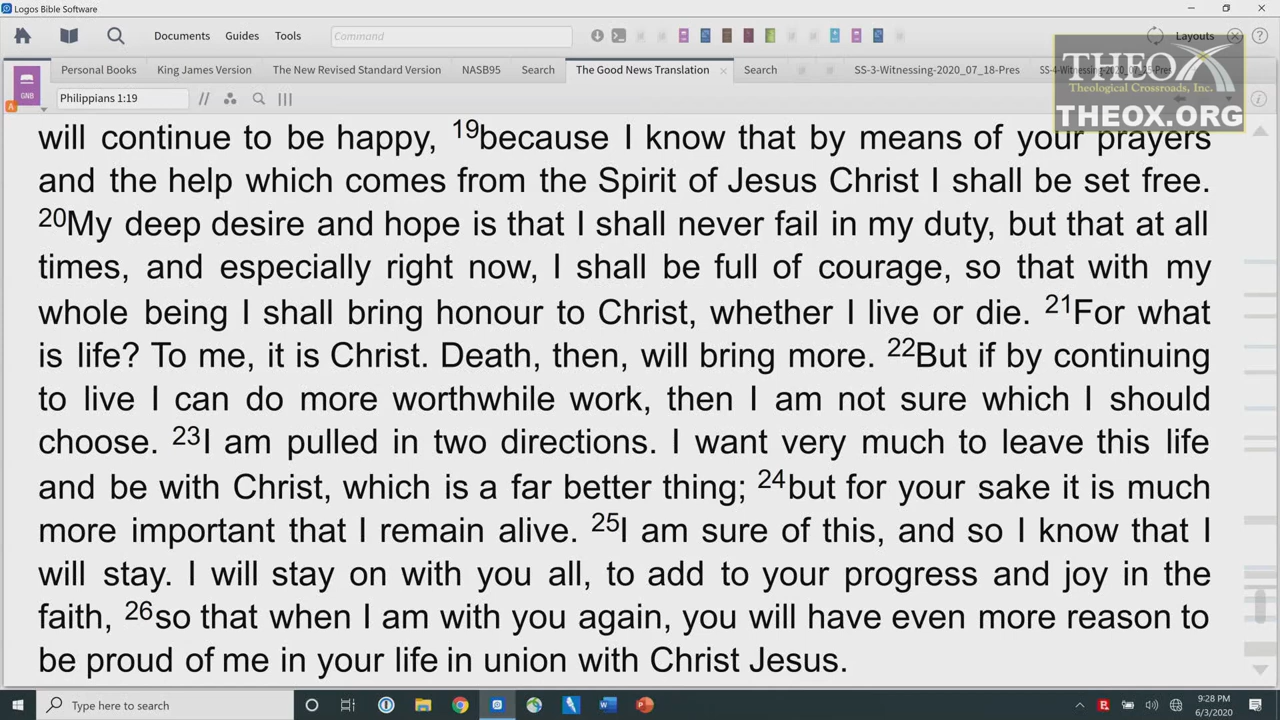 Logos Bible Software
Documents Guides Tools Command Layouts
Personal Books King James Version The New Revised NASB95 Search The Good News Translation Search SS-3-Witnessing-2020_07_18-Pres SS-4-Witnessing-2020_07_25-Pres
GNB Philippians 1:19
THEOX
Theological Crossroads, Inc.
THEOX.ORG
will continue to be happy, 19because I know that by means of your prayers
and the help which comes from the Spirit of Jesus Christ I shall be set free.
20My deep desire and hope is that I shall never fail in my duty, but that at all
times, and especially right now, I shall be full of courage, so that with my
whole being I shall bring honour to Christ, whether I live or die. 21For what
is life? To me, it is Christ. Death, then, will bring more. 22But if by continuing
to live I can do more worthwhile work, then I am not sure which I should
choose. 23I am pulled in two directions. I want very much to leave this life
and be with Christ, which is a far better thing; 24but for your sake it is much
more important that I remain alive. 25I am sure of this, and so I know that I
will stay. I will stay on with you all, to add to your progress and joy in the
faith, 26so that when I am with you again, you will have even more reason to
be proud of me in your life in union with Christ Jesus.
Type here to search
9:28 PM
6/3/2020